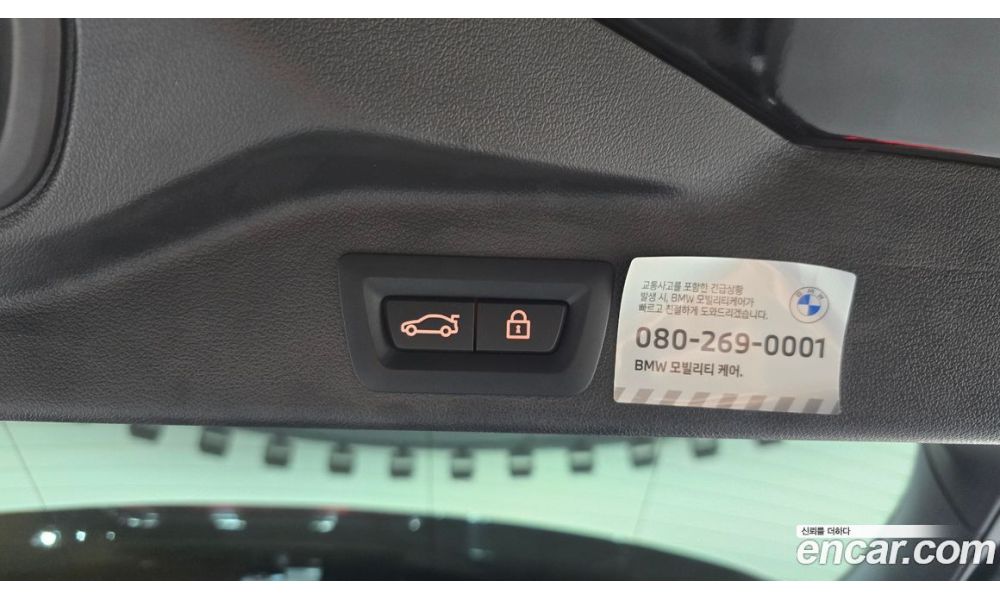 교통사고를 포함한 긴급상황
발생 시, BMW 모빌리티케어가
빠르고 친절하게 도와드리겠습니다.
080-269-0001
BMW 모빌리티 케어.
신뢰를 더하다
encar.com